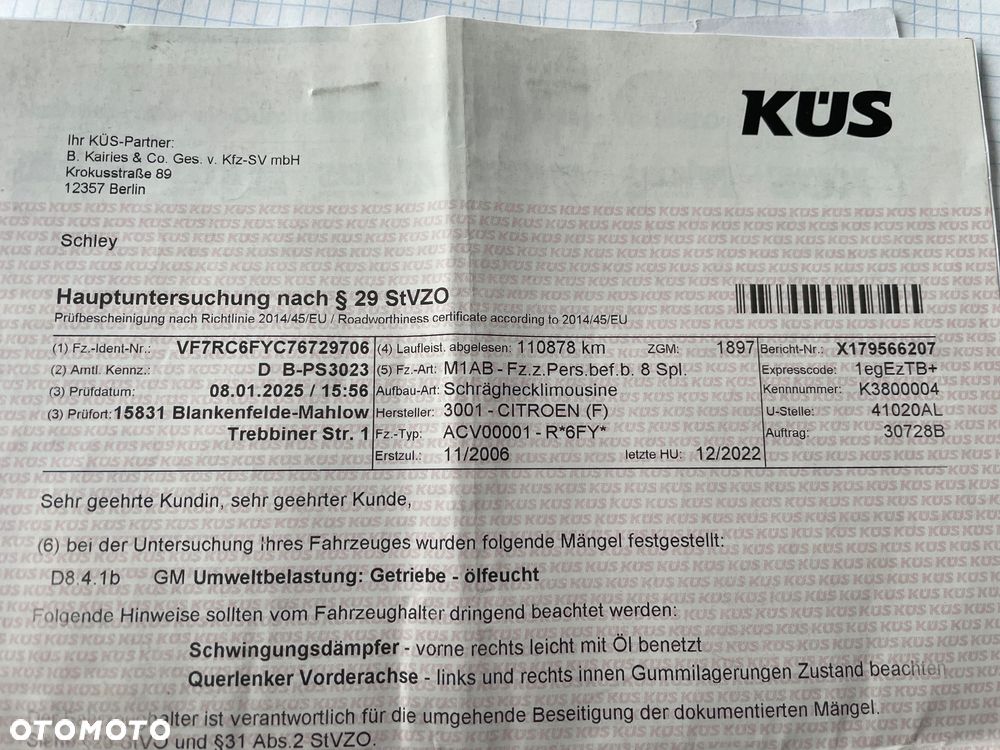 KÜS
Ihr KÜS-Partner:
B. Kairies & Co. Ges. v. Kfz-SV mbH
Krokusstraße 89
12357 Berlin
Schley
Hauptuntersuchung nach § 29 StVZO
Prüfbescheinigung nach Richtlinie 2014/45/EU / Roadworthiness certificate according to 2014/45/EU
(1) Fz.-Ident-Nr.: VF7RC6FYC76729706 (4) Laufleist. abgelesen: 110878 km ZGM: 1897 Bericht-Nr.: X179566207
(2) Amtl. Kennz.: D B-PS3023 (5) Fz.-Art: M1AB - Fz.z.Pers.bef.b. 8 Spl. Expresscode: 1egEzTB+
(3) Prüfdatum: 08.01.2025 / 15:56 Aufbau-Art: Schräghecklimousine Kennnummer: K3800004
(3) Prüfort: 15831 Blankenfelde-Mahlow Hersteller: 3001 - CITROEN (F) U-Stelle: 41020AL
Trebbiner Str. 1 Fz.-Typ: ACV00001 - R*6FY* Auftrag: 30728B
Erstzul.: 11/2006 letzte HU: 12/2022
Sehr geehrte Kundin, sehr geehrter Kunde,
(6) bei der Untersuchung Ihres Fahrzeuges wurden folgende Mängel festgestellt:
D8.4.1b GM Umweltbelastung: Getriebe - ölfeucht
Folgende Hinweise sollten vom Fahrzeughalter dringend beachtet werden:
Schwingungsdämpfer - vorne rechts leicht mit Öl benetzt
Querlenker Vorderachse - links und rechts innen Gummilagerungen Zustand beachten
halter ist verantwortlich für die umgehende Beseitigung der dokumentierten Mängel.
und §31 Abs.2 StVZO.
OTOMOTO